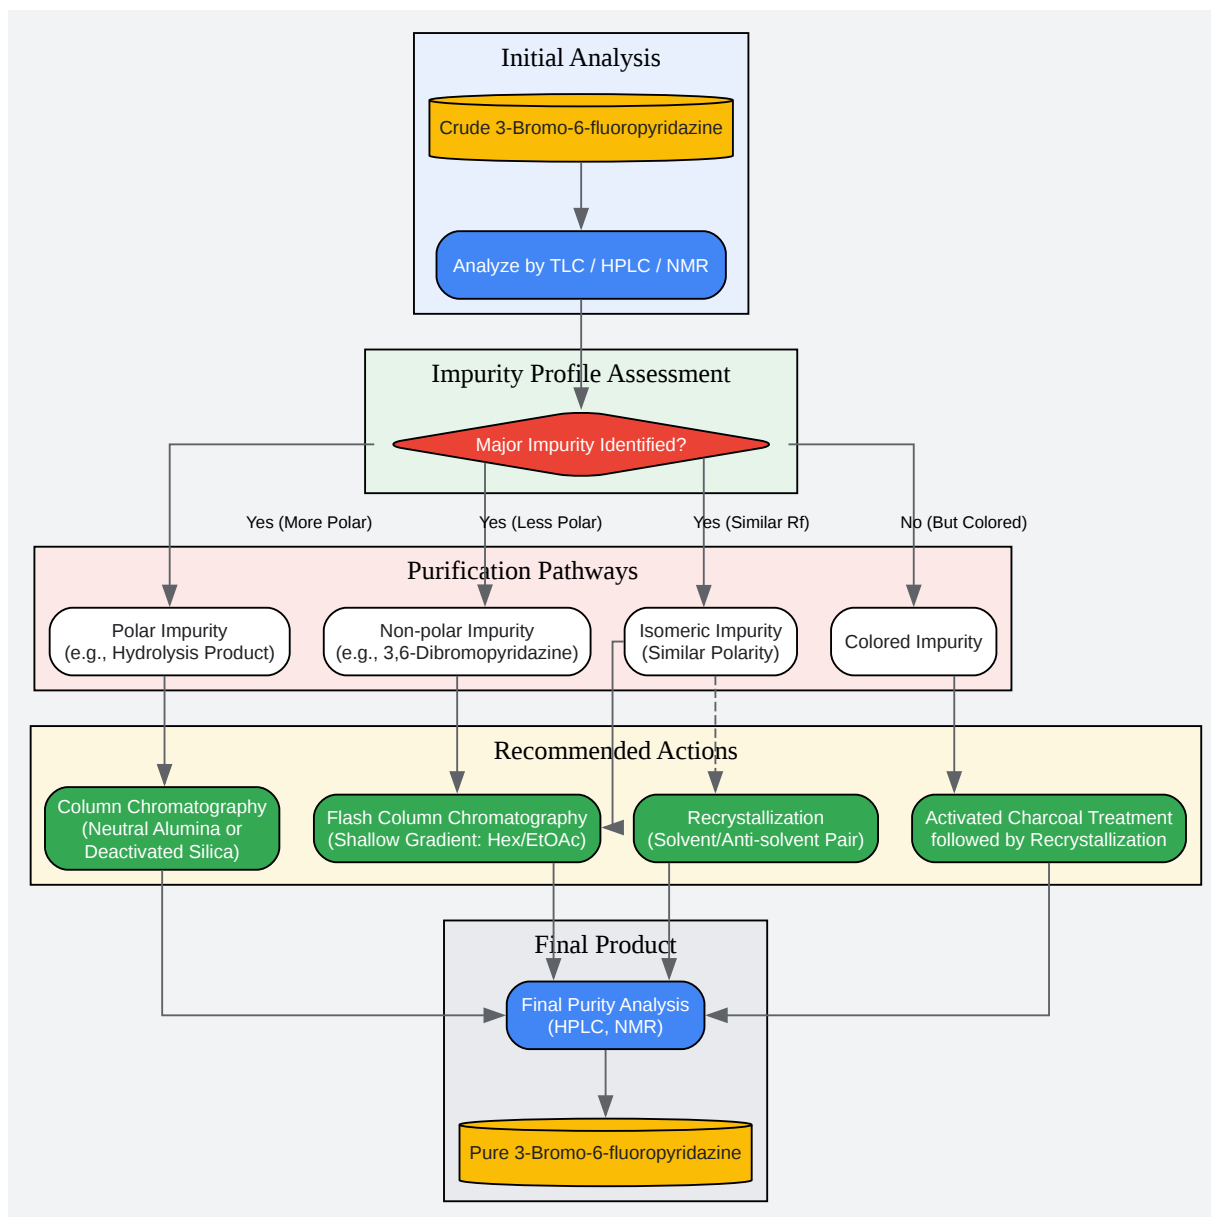 Initial Analysis
Crude 3-Bromo-6-fluoropyridazine
Analyze by TLC / HPLC / NMR
Impurity Profile Assessment
Major Impurity Identified?
Yes (More Polar)
Yes (Less Polar)
Yes (Similar Rf)
No (But Colored)
Purification Pathways
Polar Impurity
(e.g., Hydrolysis Product)
Non-polar Impurity
(e.g., 3,6-Dibromopyridazine)
Isomeric Impurity
(Similar Polarity)
Colored Impurity
Recommended Actions
Column Chromatography
(Neutral Alumina or
Deactivated Silica)
Flash Column Chromatography
(Shallow Gradient: Hex/EtOAc)
Recrystallization
(Solvent/Anti-solvent Pair)
Activated Charcoal Treatment
followed by Recrystallization
Final Product
Final Purity Analysis
(HPLC, NMR)
Pure 3-Bromo-6-fluoropyridazine